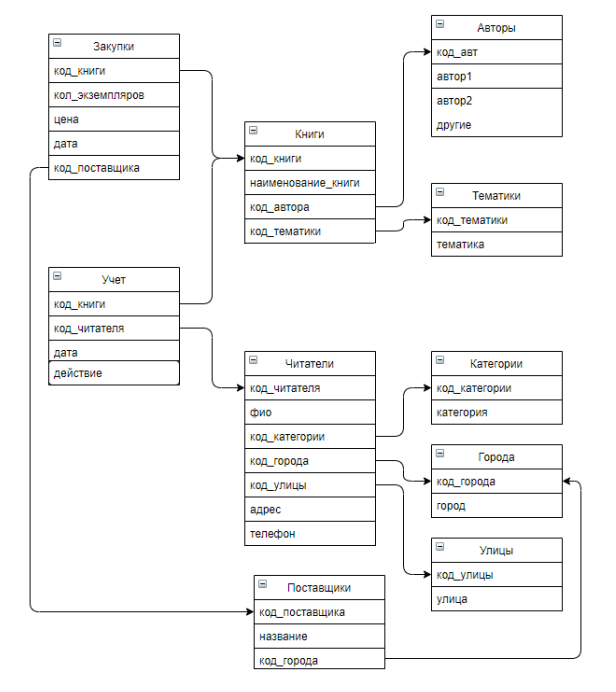 Закупки
код_книги
кол_экземпляров
цена
дата
код_поставщика
Учет
код_книги
код_читателя
дата
действие
Книги
код_книги
наименование_книги
код_автора
код_тематики
Читатели
код_читателя
фио
код_категории
код_города
код_улицы
адрес
телефон
Поставщики
код_поставщика
название
код_города
Авторы
код_авт
автор1
автор2
другие
Тематики
код_тематики
тематика
Категории
код_категории
категория
Города
код_города
город
Улицы
код_улицы
улица